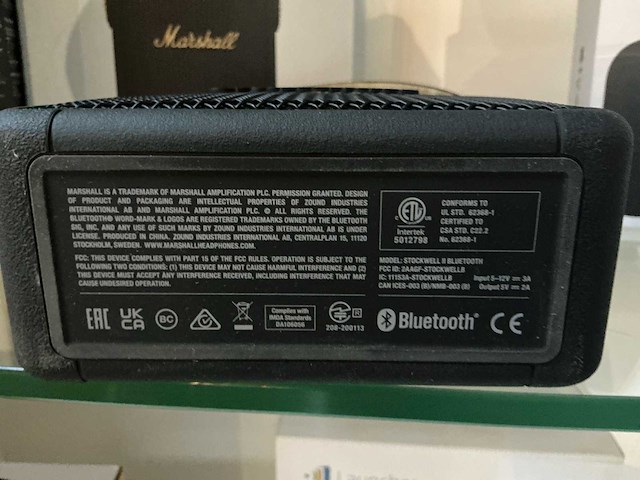 Marshall
MARSHALL IS A TRADEMARK OF MARSHALL AMPLIFICATION PLC. PERMISSION GRANTED. DESIGN
OF PRODUCT AND PACKAGING ARE INTELLECTUAL PROPERTIES OF ZOUND INDUSTRIES
INTERNATIONAL AB AND MARSHALL AMPLIFICATION PLC. © ALL RIGHTS RESERVED. THE
BLUETOOTH® WORD-MARK & LOGOS ARE REGISTERED TRADEMARKS OWNED BY THE BLUETOOTH
SIG, INC. AND ANY USE OF SUCH MARKS BY ZOUND INDUSTRIES INTERNATIONAL AB IS UNDER
LICENSE. PRODUCED IN CHINA. ZOUND INDUSTRIES INTERNATIONAL AB, CENTRALPLAN 15, 11120
STOCKHOLM, SWEDEN. WWW.MARSHALLHEADPHONES.COM.
FCC: THIS DEVICE COMPLIES WITH PART 15 OF THE FCC RULES. OPERATION IS SUBJECT TO THE
FOLLOWING TWO CONDITIONS: (1) THIS DEVICE MAY NOT CAUSE HARMFUL INTERFERENCE AND (2)
THIS DEVICE MUST ACCEPT ANY INTERFERENCE RECEIVED, INCLUDING INTERFERENCE THAT MAY
CAUSE UNDESIRED OPERATION.
C ETL US
Intertek
5012798
CONFORMS TO
UL STD. 62368-1
CERTIFIED TO
CSA STD. C22.2
No. 62368-1
MODEL: STOCKWELL II BLUETOOTH
FCC ID: 2AAGF-STOCKWELLB
IC: 11153A-STOCKWELLB Input 5-12V ⎓ 3A
CAN ICES-003 (B)/NMB-003 (B) Output 5V ⎓ 2A
EAC UK CA BC
Complies with
IMDA Standards
DA106056
208-200113
Bluetooth®
CE